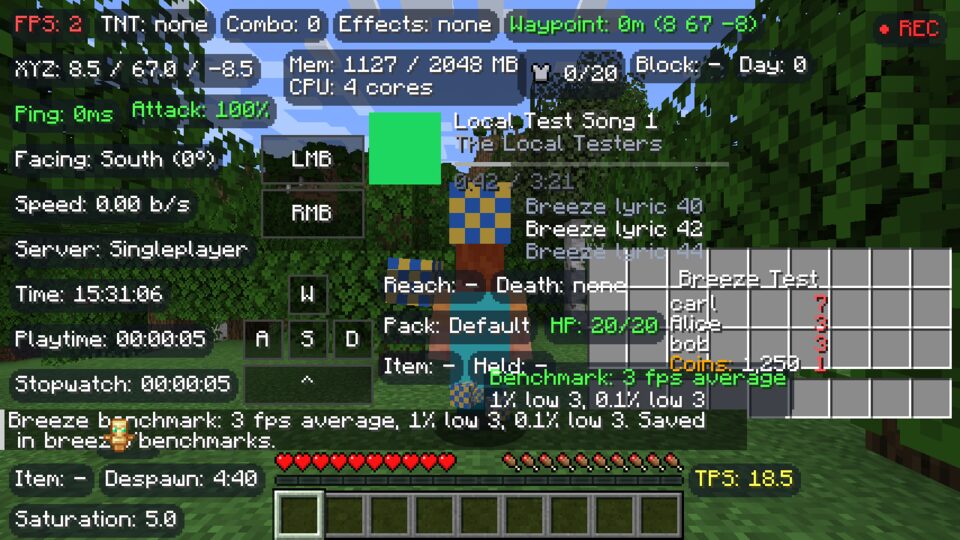 FPS: 2 TNT: none Combo: 0 Effects: none Waypoint: 0m (8 67 -8) ● REC
XYZ: 8.5 / 67.0 / -8.5 Mem: 1127 / 2048 MB 0/20 Block: - Day: 0
CPU: 4 cores
Ping: 0ms Attack: 100%
Local Test Song 1
The Local Testers
0:42 / 3:21
Breeze lyric 40
Breeze lyric 42
Breeze lyric 44
Facing: South (0°) LMB
Speed: 0.00 b/s RMB
Server: Singleplayer
Time: 15:31:06 W
Playtime: 00:00:05 A S D
Stopwatch: 00:00:05 ^
Reach: - Death: none
Pack: Default HP: 20/20
Item: - Held: -
Breeze Test
carl 7
Alice 3
bob 3
Coins: 1,250 1
Benchmark: 3 fps average
1% low 3, 0.1% low 3
Breeze benchmark: 3 fps average, 1% low 3, 0.1% low 3. Saved
in breeze benchmarks.
Item: - Despawn: 4:40 TPS: 18.5
Saturation: 5.0